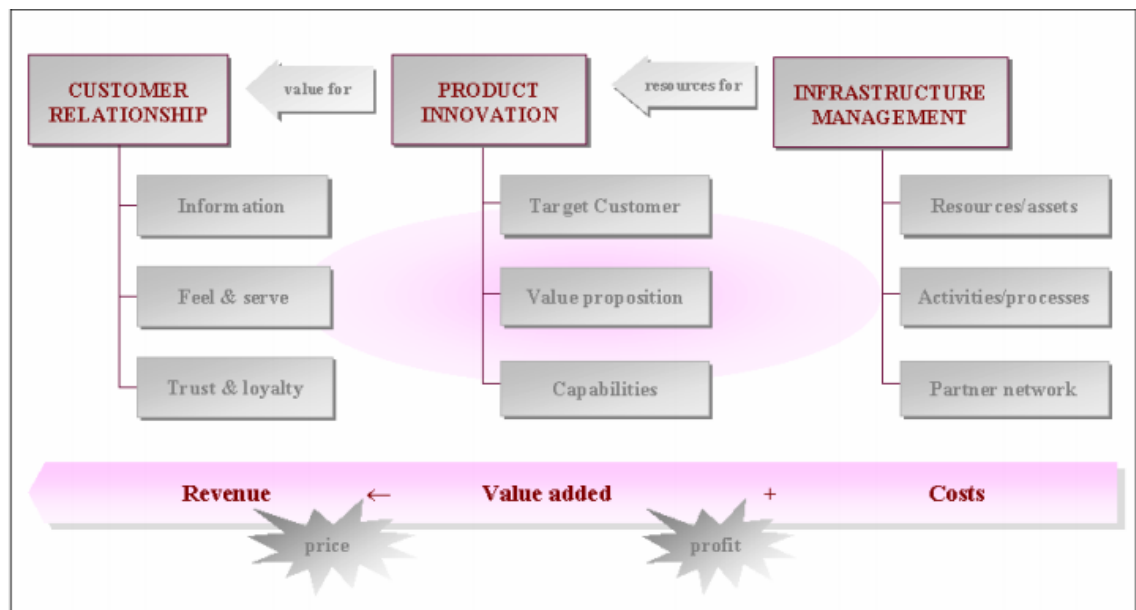 CUSTOMER
RELATIONSHIP
value for
PRODUCT
INNOVATION
resources for
INFRASTRUCTURE
MANAGEMENT
Information
Target Customer
Resources/assets
Feel & serve
Value proposition
Activities/processes
Trust & loyalty
Capabilities
Partner network
Revenue ← Value added + Costs
price
profit